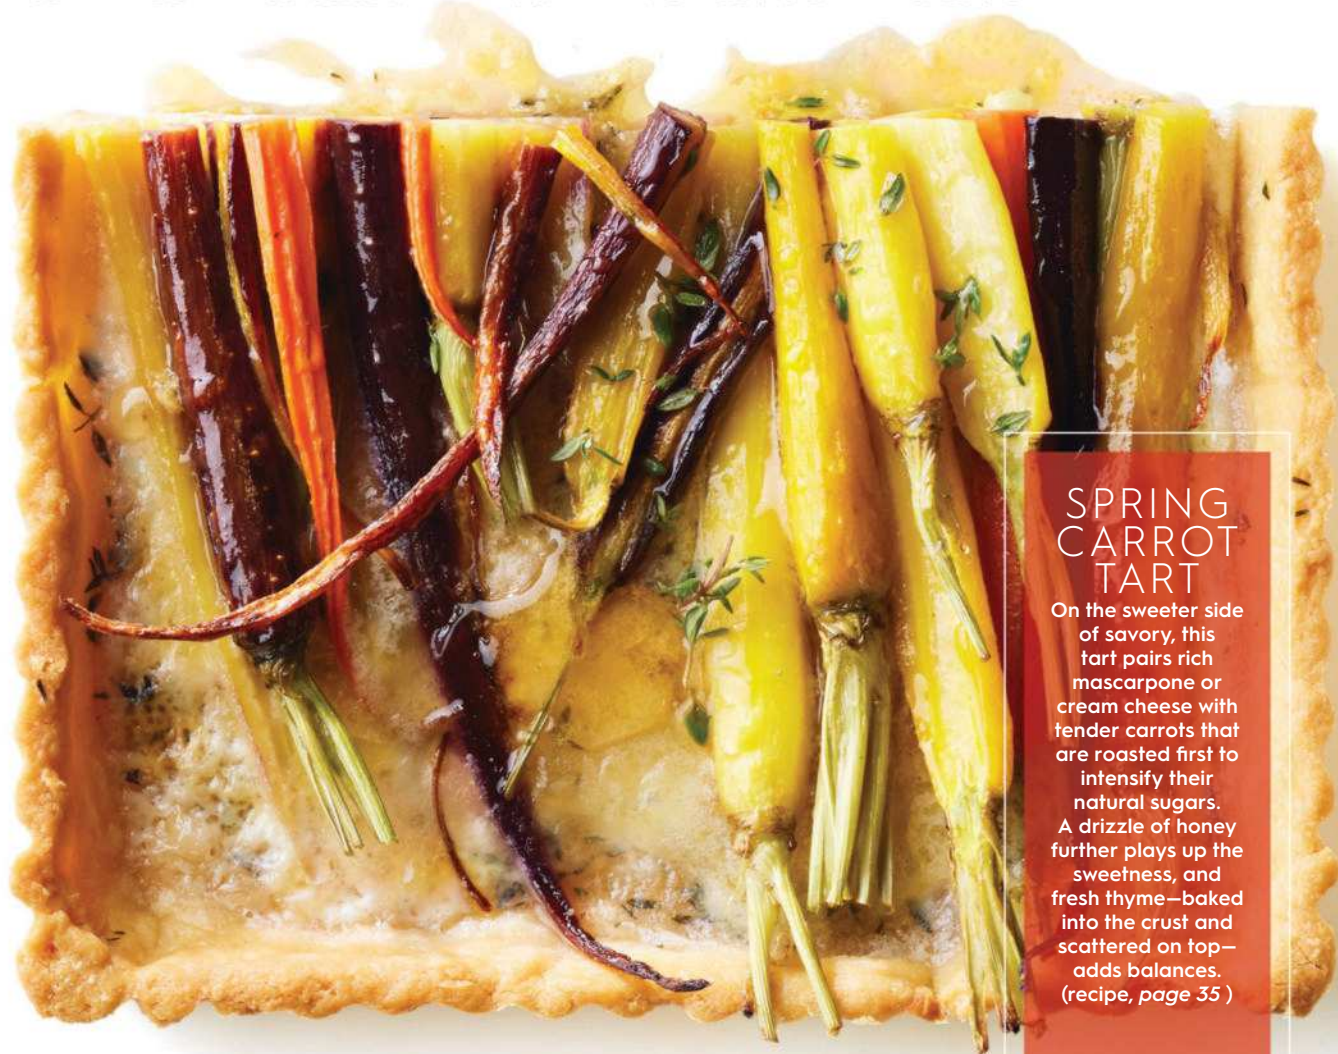 SPRING
CARROT
TART
On the sweeter side
of savory, this
tart pairs rich
mascarpone or
cream cheese with
tender carrots that
are roasted first to
intensify their
natural sugars.
A drizzle of honey
further plays up the
sweetness, and
fresh thyme—baked
into the crust and
scattered on top—
adds balances.
(recipe, page 35 )